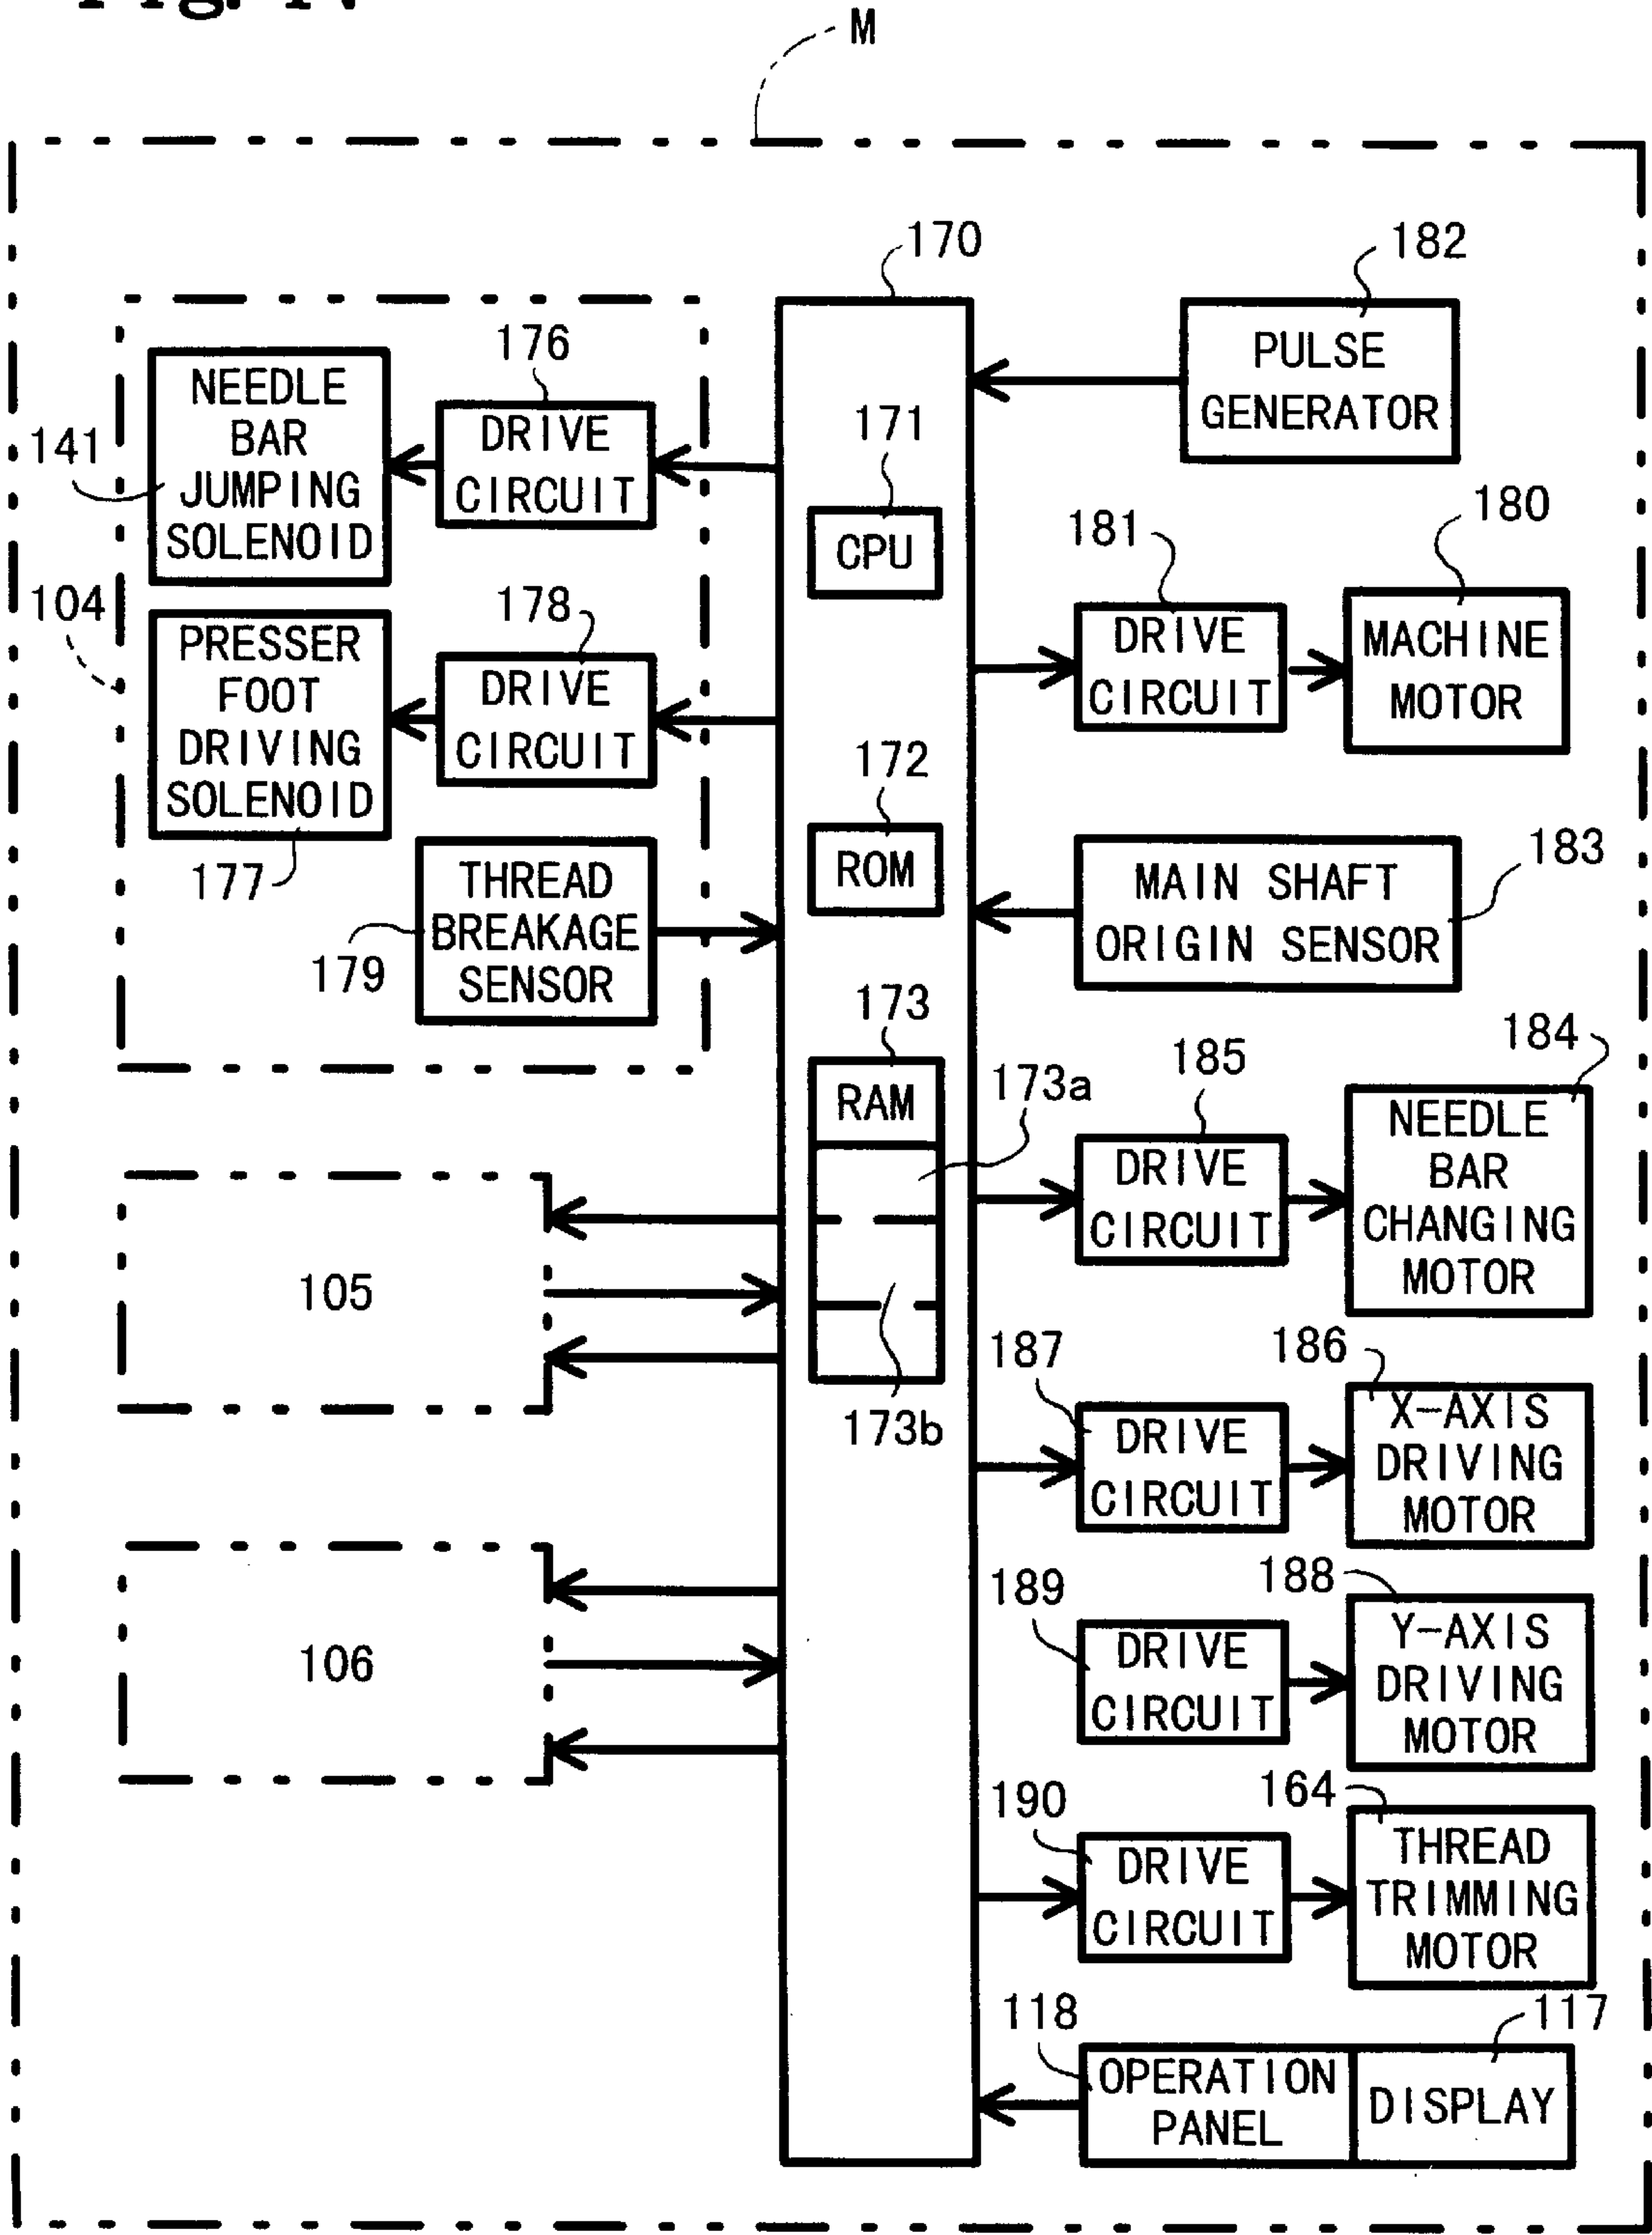 M
170
182
PULSE
GENERATOR
176
NEEDLE
BAR
JUMPING
SOLENOID
141
DRIVE
CIRCUIT
171
CPU
181
180
DRIVE
CIRCUIT
MACHINE
MOTOR
104
178
PRESSER
FOOT
DRIVING
SOLENOID
177
DRIVE
CIRCUIT
172
ROM
183
MAIN SHAFT
ORIGIN SENSOR
THREAD
BREAKAGE
SENSOR
179
173
RAM
173a
185
184
DRIVE
CIRCUIT
NEEDLE
BAR
CHANGING
MOTOR
105
173b
187
186
DRIVE
CIRCUIT
X-AXIS
DRIVING
MOTOR
106
189
188
DRIVE
CIRCUIT
Y-AXIS
DRIVING
MOTOR
190
164
DRIVE
CIRCUIT
THREAD
TRIMMING
MOTOR
118
117
OPERATION
PANEL
DISPLAY